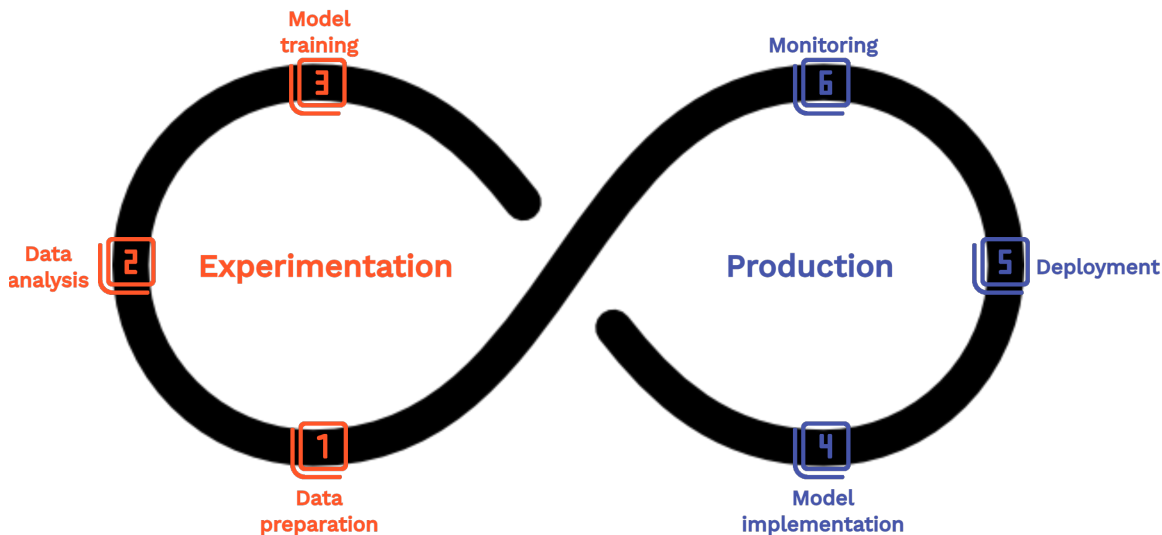 Model
training
3
Monitoring
6
Data
analysis
2
Experimentation
Production
5
Deployment
1
Data
preparation
4
Model
implementation